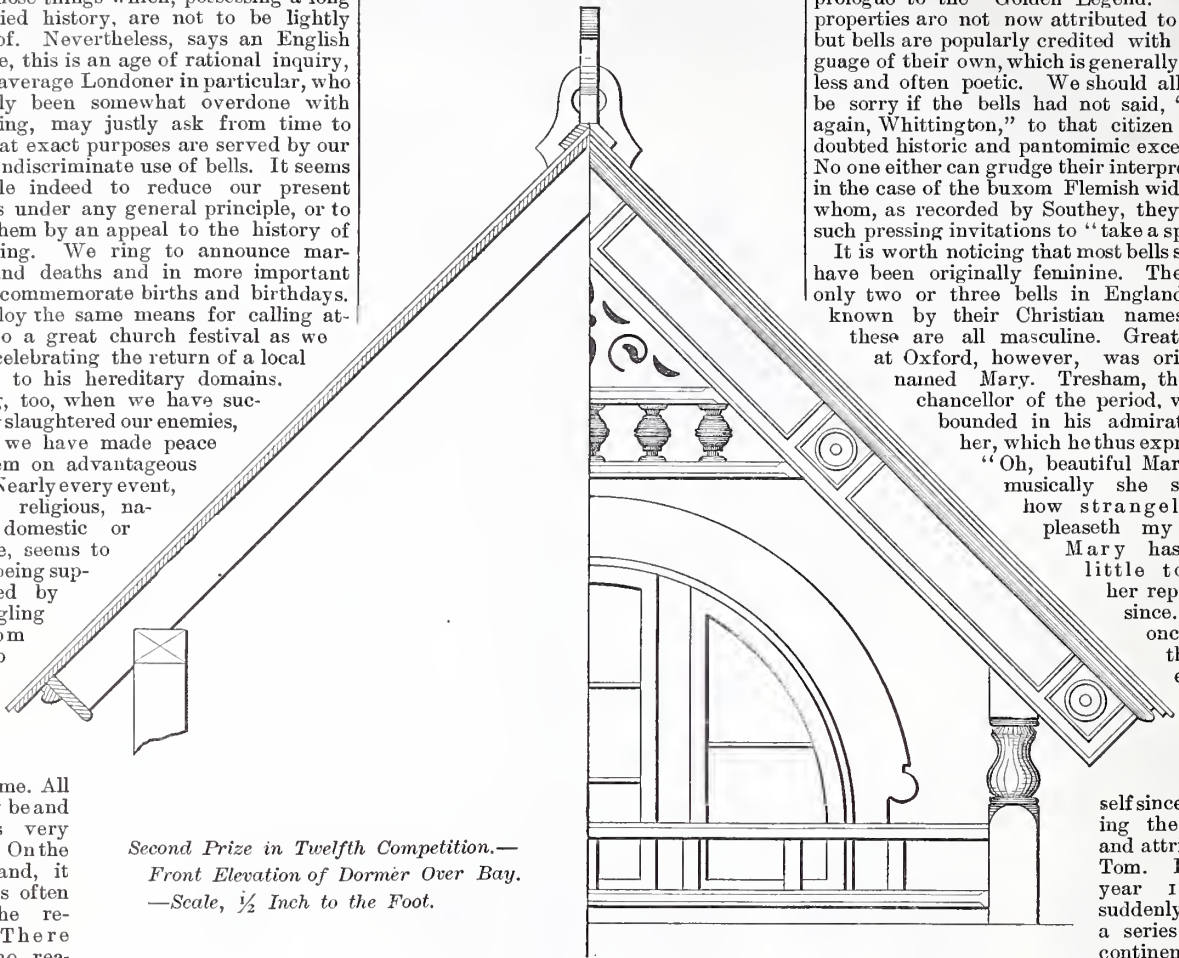 ied history, are not to be lightly
of. Nevertheless, says an English
e, this is an age of rational inquiry,
average Londoner in particular, who
ly been somewhat overdone with
ing, may justly ask from time to
at exact purposes are served by our
ndiscriminate use of bells. It seems
le indeed to reduce our present
s under any general principle, or to
hem by an appeal to the history of
ing. We ring to announce mar-
nd deaths and in more important
commemorate births and birthdays.
loy the same means for calling at-
o a great church festival as we
celebrating the return of a local
to his hereditary domains.
, too, when we have suc-
slaughtered our enemies,
we have made peace
em on advantageous
Nearly every event,
religious, na-
domestic or
e, seems to
being sup-
ed by
gling
om
o
me. All
be and
s very
On the
and, it
s often
he re-
There
no rea-
Second Prize in Twelfth Competition.—
Front Elevation of Dormer Over Bay.
—Scale, ½ Inch to the Foot.
prologue to the "Golden Legend."
properties aro not now attributed to
but bells are popularly credited with
guage of their own, which is generally
less and often poetic. We should all
be sorry if the bells had not said, "
again, Whittington," to that citizen
doubted historic and pantomimic exce
No one either can grudge their interpre
in the case of the buxom Flemish wid
whom, as recorded by Southey, they
such pressing invitations to "take a sp
It is worth noticing that most bells s
have been originally feminine. The
only two or three bells in England
known by their Christian names
these are all masculine. Great
at Oxford, however, was ori
named Mary. Tresham, th
chancellor of the period, v
bounded in his admirat
her, which he thus expr
"Oh, beautiful Mar
musically she s
how strangel
pleaseth my
Mary has
little to
her rep
since.
onc
th
e
self since
ing the
and attri
Tom. I
year 1
suddenly
a series
continen